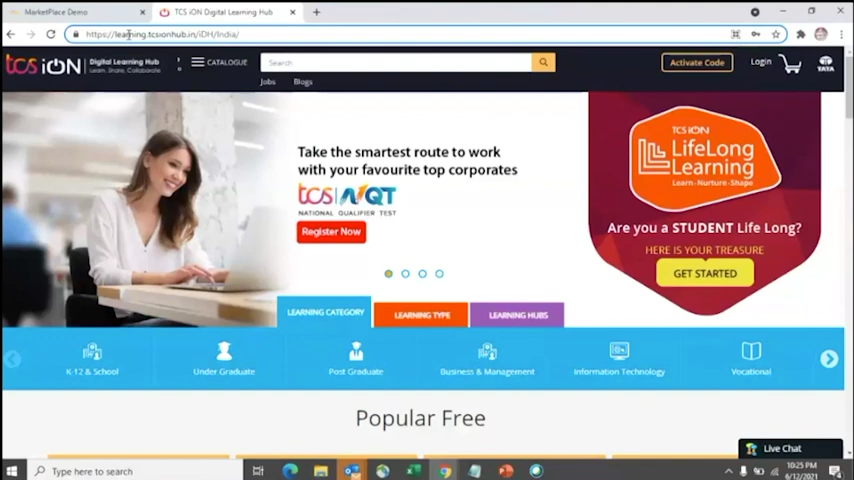 MarketPlace Demo
TCS iON Digital Learning Hub
https://learning.tcsionhub.in/iDH/India/
tcs iON
Digital Learning Hub
Learn. Share. Collaborate
CATALOGUE
Search
Activate Code
Login
TATA
Jobs
Blogs
Take the smartest route to work
with your favourite top corporates
tcs NQT
NATIONAL QUALIFIER TEST
Register Now
TCS iON
LifeLong
Learning
Learn - Nurture - Shape
Are you a STUDENT Life Long?
HERE IS YOUR TREASURE
GET STARTED
LEARNING CATEGORY
LEARNING TYPE
LEARNING HUBS
K-12 & School
Under Graduate
Post Graduate
Business & Management
Information Technology
Vocational
Popular Free
Live Chat
Type here to search
10:25 PM
6/12/2021